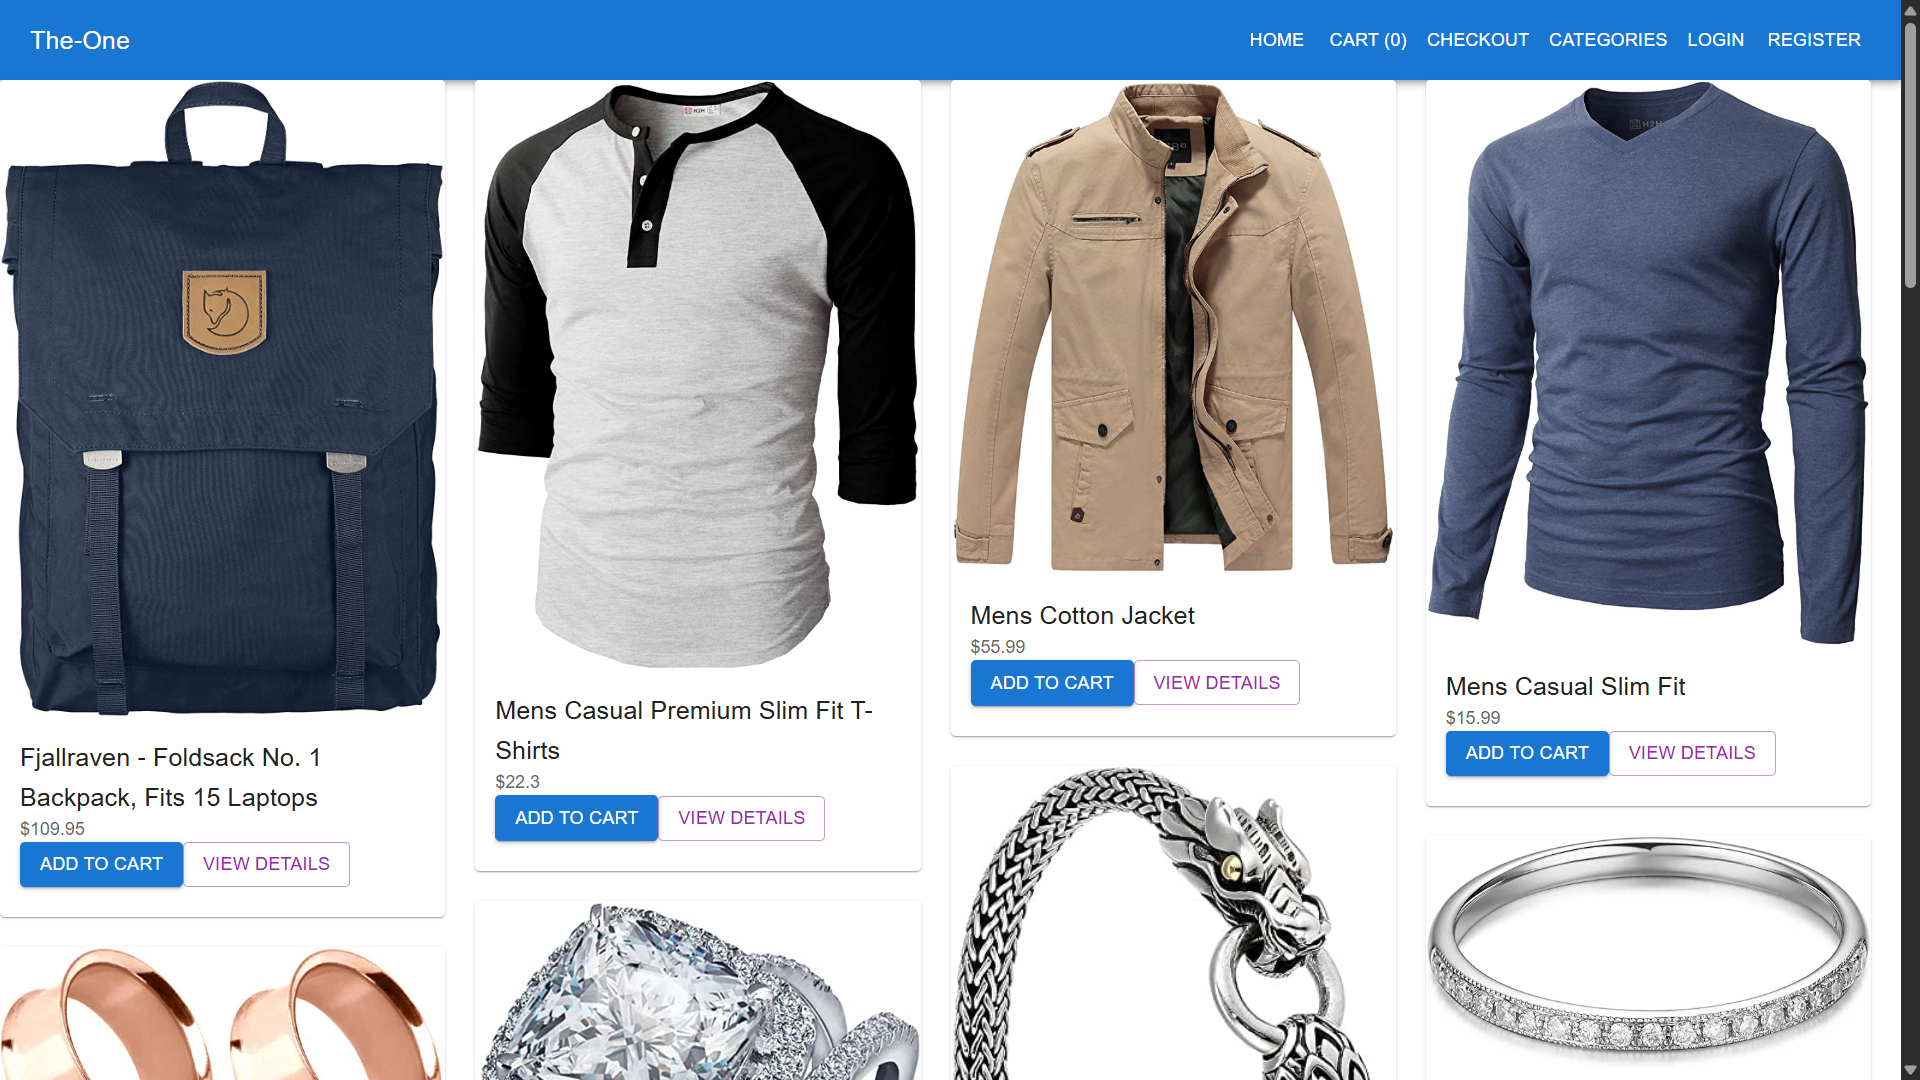 The-One
HOME CART (0) CHECKOUT CATEGORIES LOGIN REGISTER
Fjallraven - Foldsack No. 1
Backpack, Fits 15 Laptops
$109.95
ADD TO CART VIEW DETAILS
H2H
Mens Casual Premium Slim Fit T-
Shirts
$22.3
ADD TO CART VIEW DETAILS
Mens Cotton Jacket
$55.99
ADD TO CART VIEW DETAILS
H2H
Mens Casual Slim Fit
$15.99
ADD TO CART VIEW DETAILS